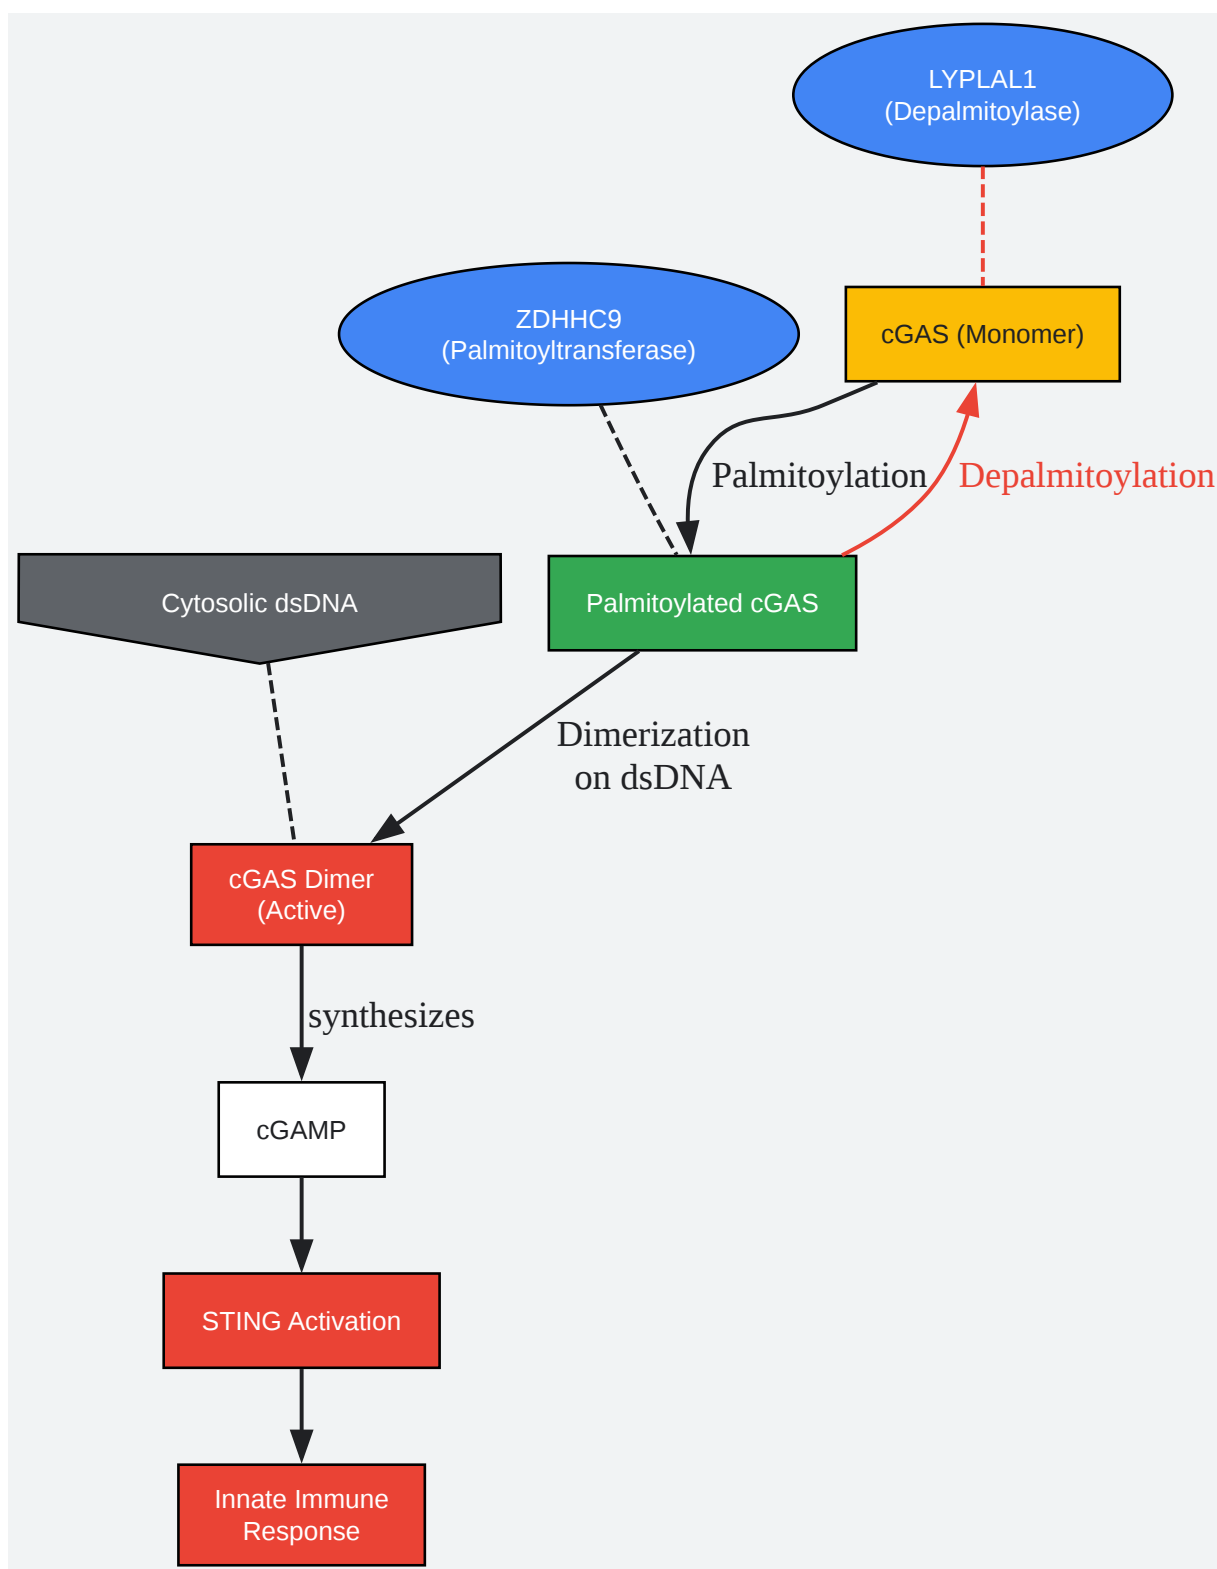 LYPLAL1
(Depalmitoylase)
ZDHHC9
(Palmitoyltransferase)
cGAS (Monomer)
Palmitoylation
Depalmitoylation
Cytosolic dsDNA
Palmitoylated cGAS
Dimerization
on dsDNA
cGAS Dimer
(Active)
synthesizes
cGAMP
STING Activation
Innate Immune
Response